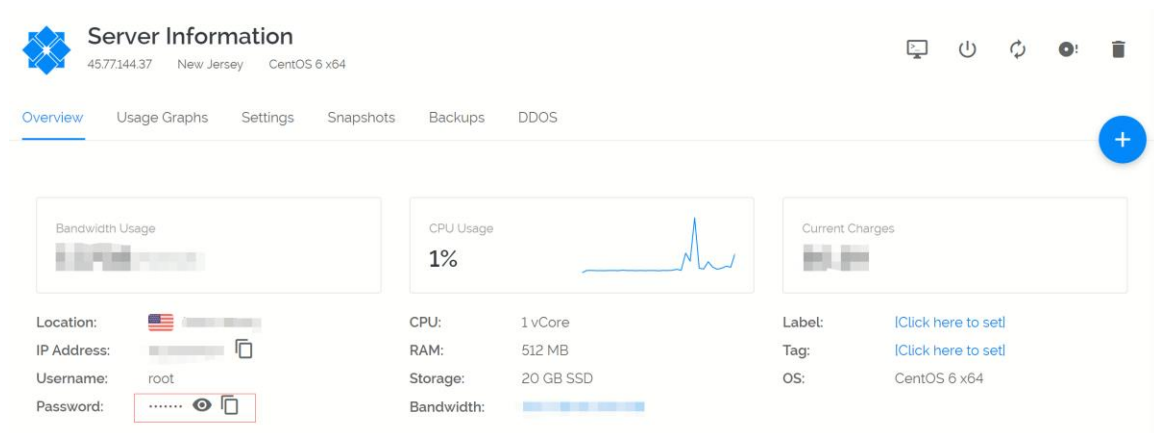 Server Information
45.77.144.37 New Jersey CentOS 6 x64
Overview Usage Graphs Settings Snapshots Backups DDOS
Bandwidth Usage
CPU Usage
1%
Current Charges
Location:
IP Address:
Username: root
Password: .......
CPU: 1 vCore
RAM: 512 MB
Storage: 20 GB SSD
Bandwidth:
Label: [Click here to set]
Tag: [Click here to set]
OS: CentOS 6 x64